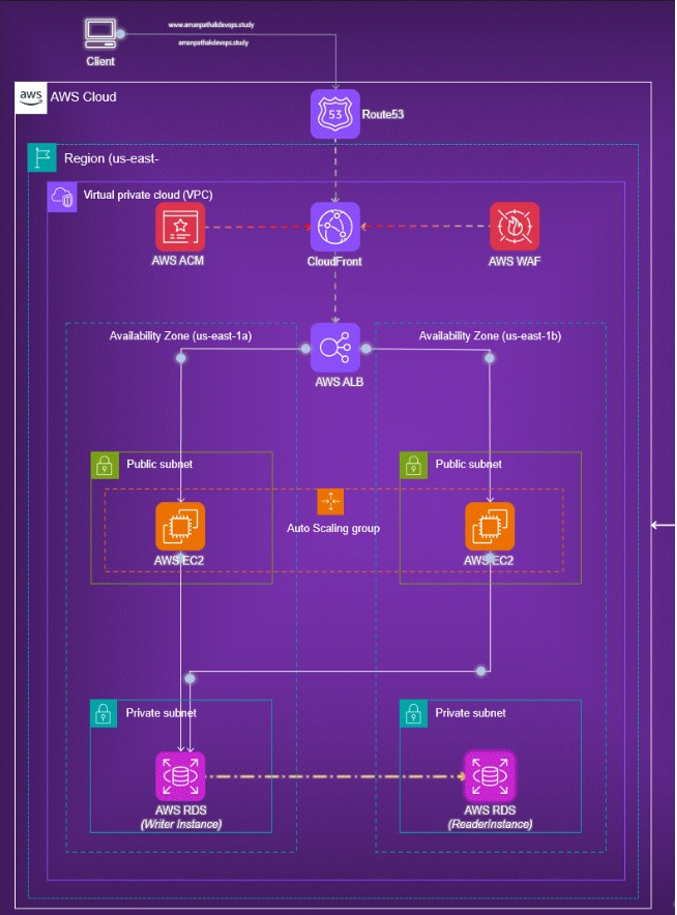 www.amanpathakdevops.study
amanpathakdevops.study
Client
aws
AWS Cloud
53
Route53
Region (us-east-
Virtual private cloud (VPC)
AWS ACM
CloudFront
AWS WAF
Availability Zone (us-east-1a)
Availability Zone (us-east-1b)
AWS ALB
Public subnet
Public subnet
Auto Scaling group
AWS EC2
AWS EC2
Private subnet
Private subnet
AWS RDS
(Writer Instance)
AWS RDS
(ReaderInstance)